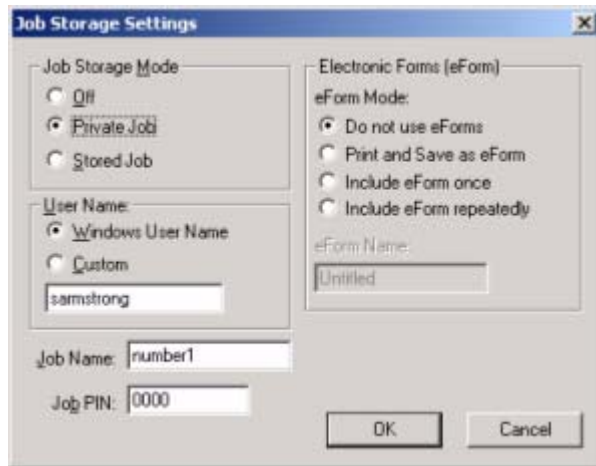 Job Storage Settings
Job Storage Mode
Off
Private Job
Stored Job
User Name:
Windows User Name
Custom
sarmstrong
Job Name: number1
Job PIN: 0000
Electronic Forms (eForm)
eForm Mode:
Do not use eForms
Print and Save as eForm
Include eForm once
Include eForm repeatedly
eForm Name:
Untitled
OK
Cancel